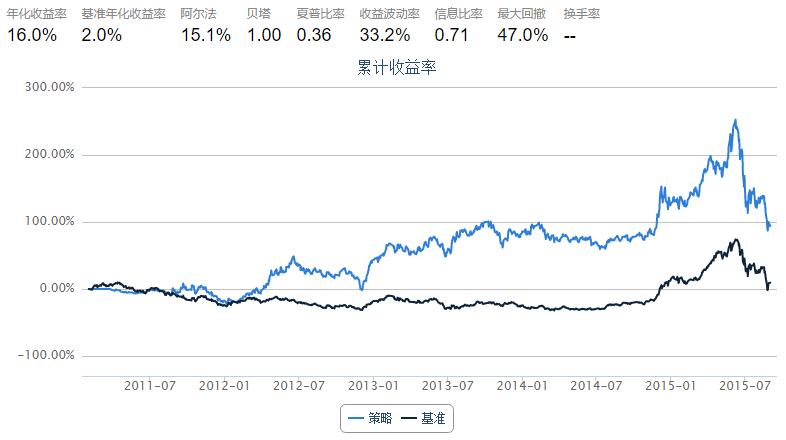 年化收益率 基准年化收益率 阿尔法 贝塔 夏普比率 收益波动率 信息比率 最大回撤 换手率
16.0% 2.0% 15.1% 1.00 0.36 33.2% 0.71 47.0% --
累计收益率
300.00%
200.00%
100.00%
0.00%
-100.00%
2011-07 2012-01 2012-07 2013-01 2013-07 2014-01 2014-07 2015-01 2015-07
策略 基准